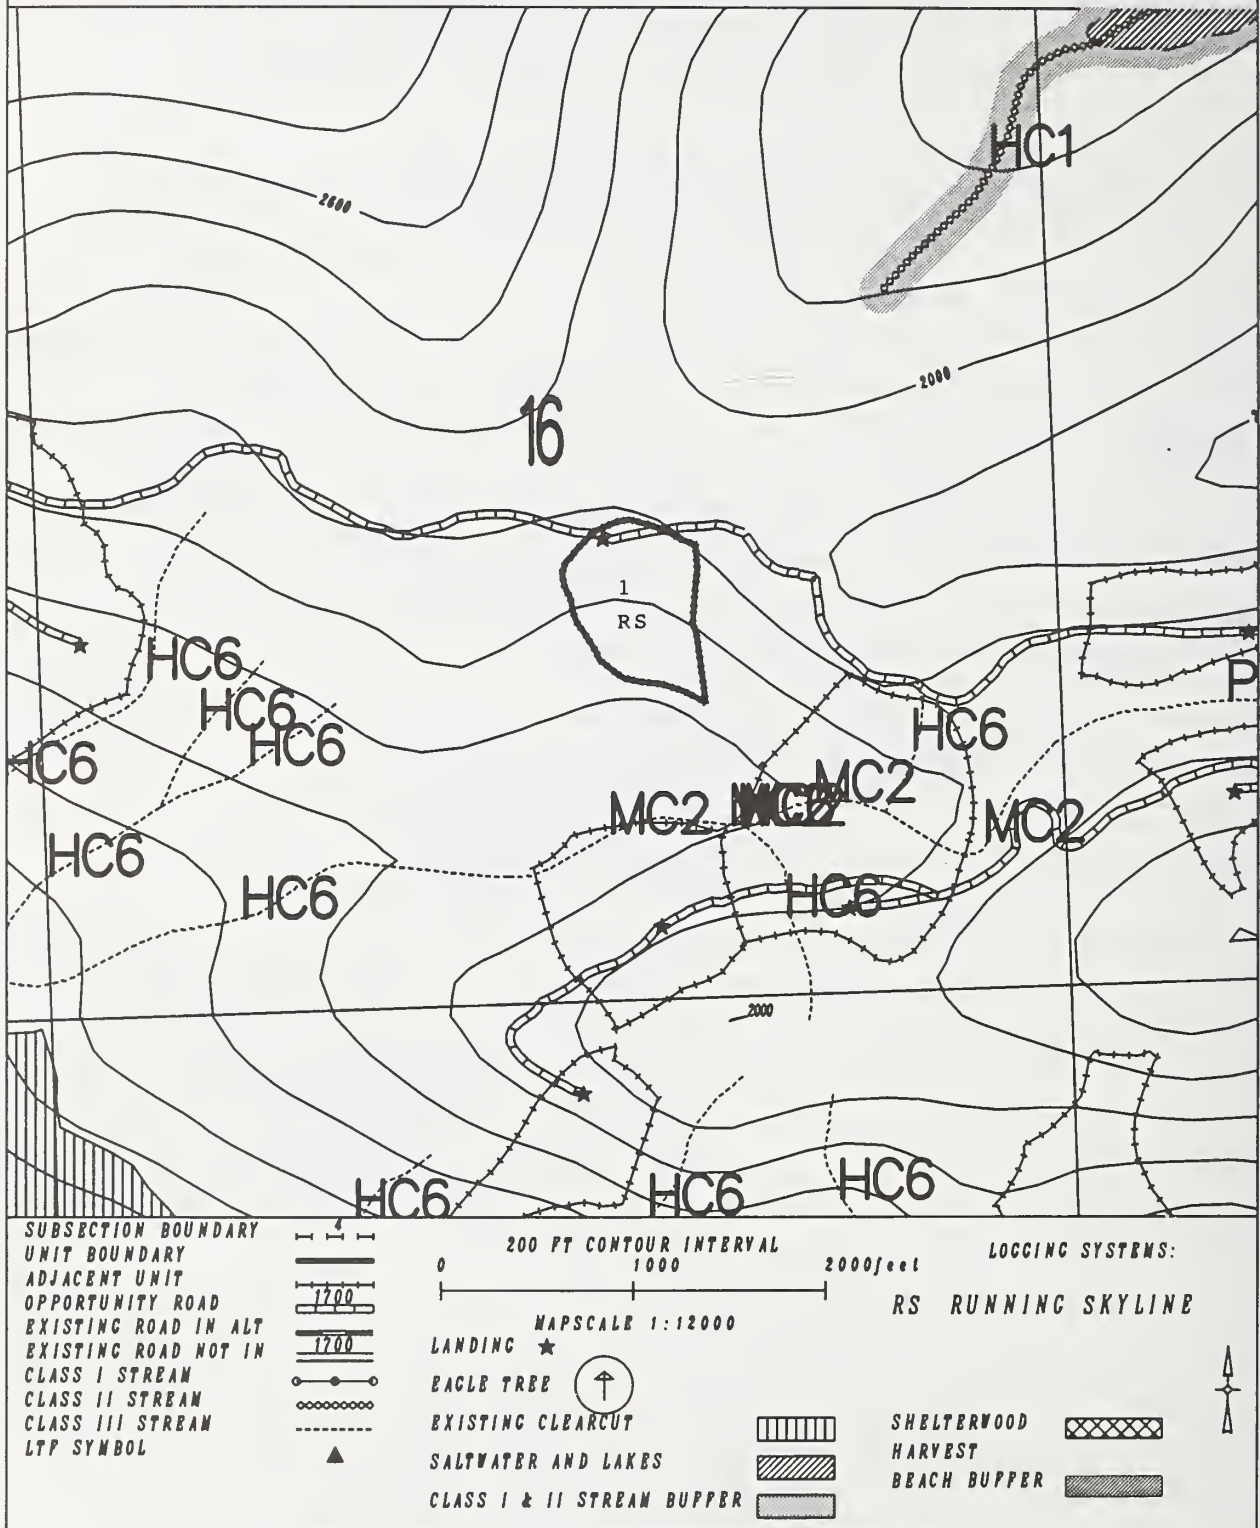 HC1
2600
2000
16
1
RS
HC6
P
HC6
HC6
HC6
HC6
MC2
MC2
MC2
HC6
HC6
HC6
2000
HC6
HC6
HC6
SUBSECTION BOUNDARY 4
UNIT BOUNDARY
ADJACENT UNIT
OPPORTUNITY ROAD 1700
EXISTING ROAD IN ALT
EXISTING ROAD NOT IN 1700
CLASS I STREAM
CLASS II STREAM
CLASS III STREAM
LTF SYMBOL
200 FT CONTOUR INTERVAL
0 1000 2000feet
MAPSCALE 1:12000
LANDING
EAGLE TREE
EXISTING CLEARCUT
SALTWATER AND LAKES
CLASS I & II STREAM BUFFER
LOGGING SYSTEMS:
RS RUNNING SKYLINE
SHELTERWOOD
HARVEST
BEACH BUFFER